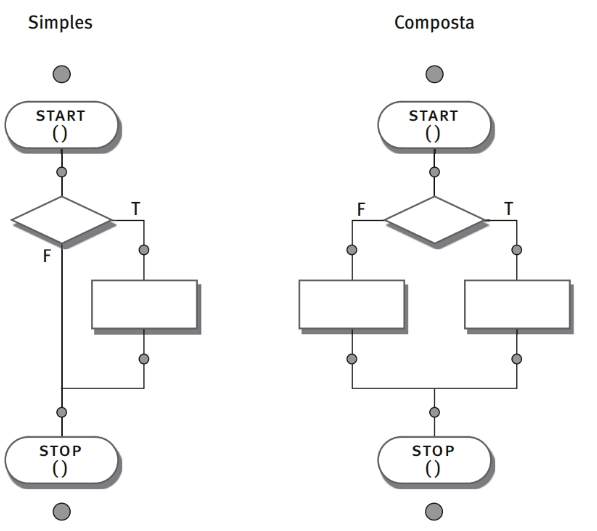 Simples
START
()
T
F
STOP
()
Composta
START
()
F
T
STOP
()